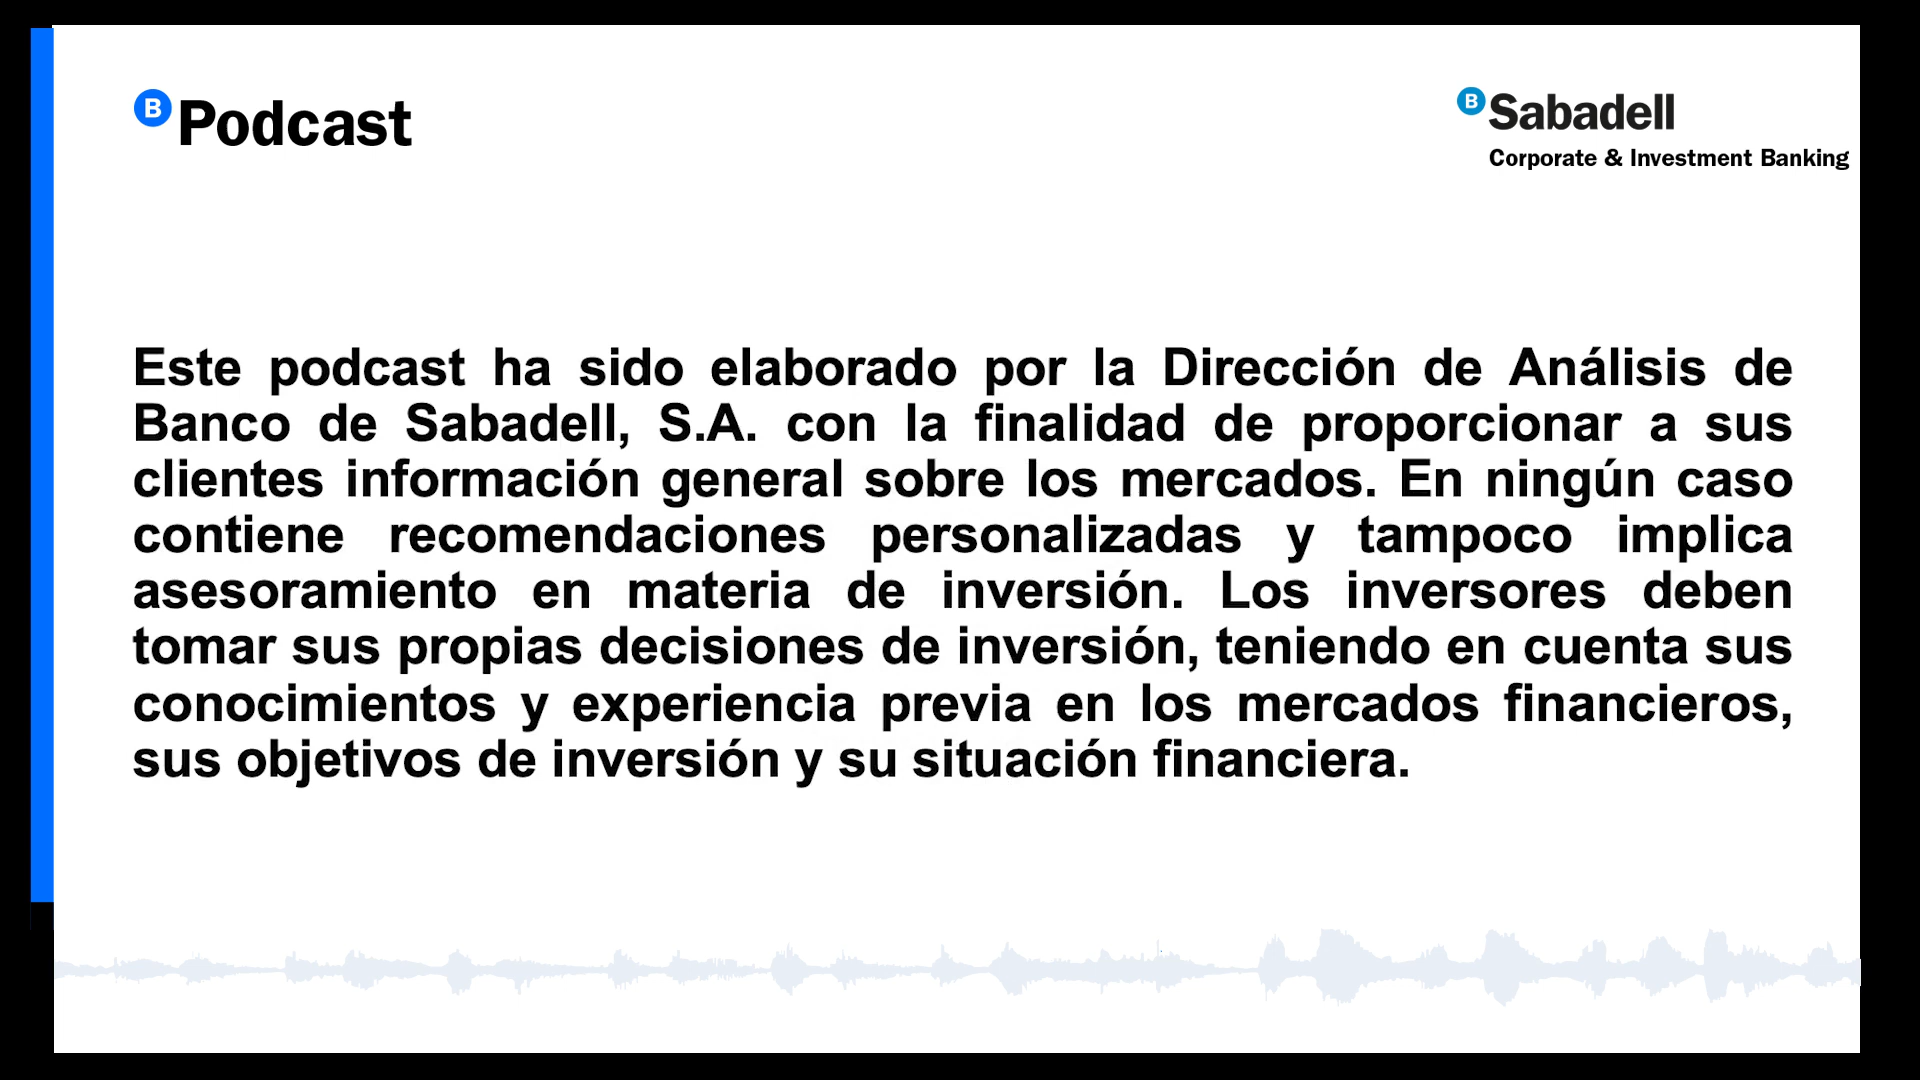 B Podcast
B Sabadell
Corporate & Investment Banking
Este podcast ha sido elaborado por la Dirección de Análisis de
Banco de Sabadell, S.A. con la finalidad de proporcionar a sus
clientes información general sobre los mercados. En ningún caso
contiene recomendaciones personalizadas y tampoco implica
asesoramiento en materia de inversión. Los inversores deben
tomar sus propias decisiones de inversión, teniendo en cuenta sus
conocimientos y experiencia previa en los mercados financieros,
sus objetivos de inversión y su situación financiera.